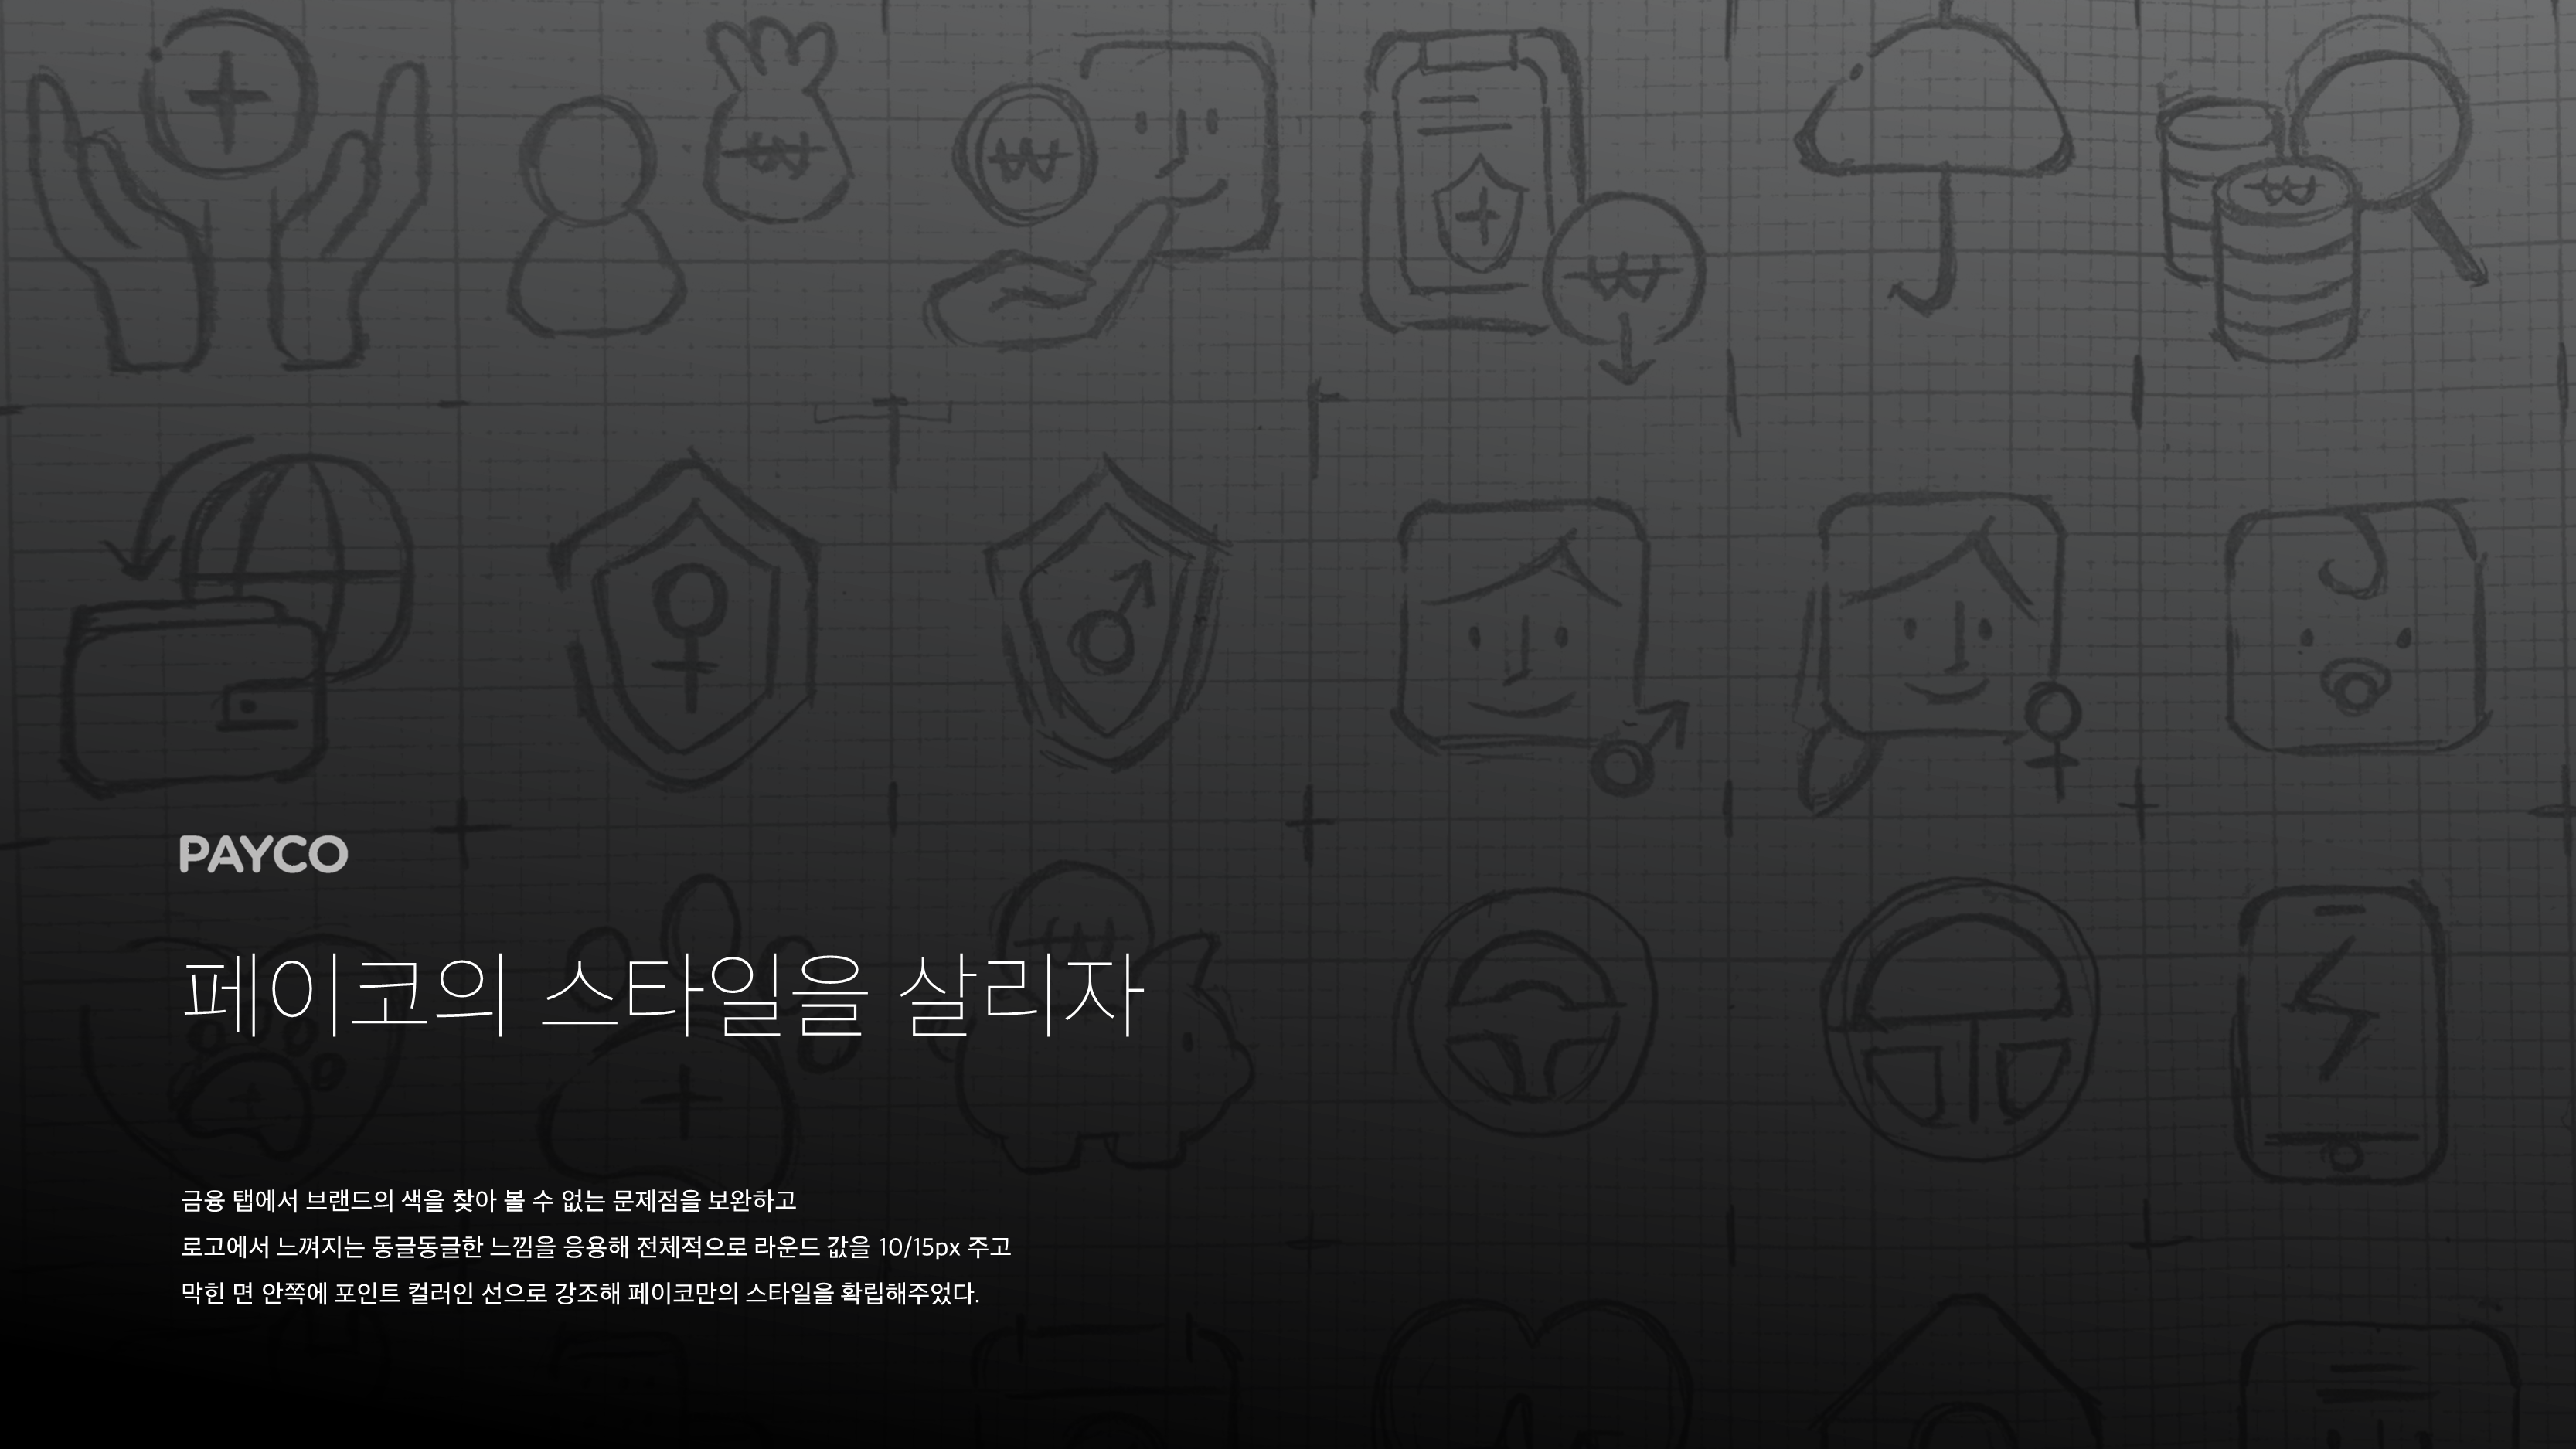 PAYCO
페이코의 스타일을 살리자
금융 탭에서 브랜드의 색을 찾아 볼 수 없는 문제점을 보완하고
로고에서 느껴지는 동글동글한 느낌을 응용해 전체적으로 라운드 값을 10/15px 주고
막힌 면 안쪽에 포인트 컬러인 선으로 강조해 페이코만의 스타일을 확립해주었다.